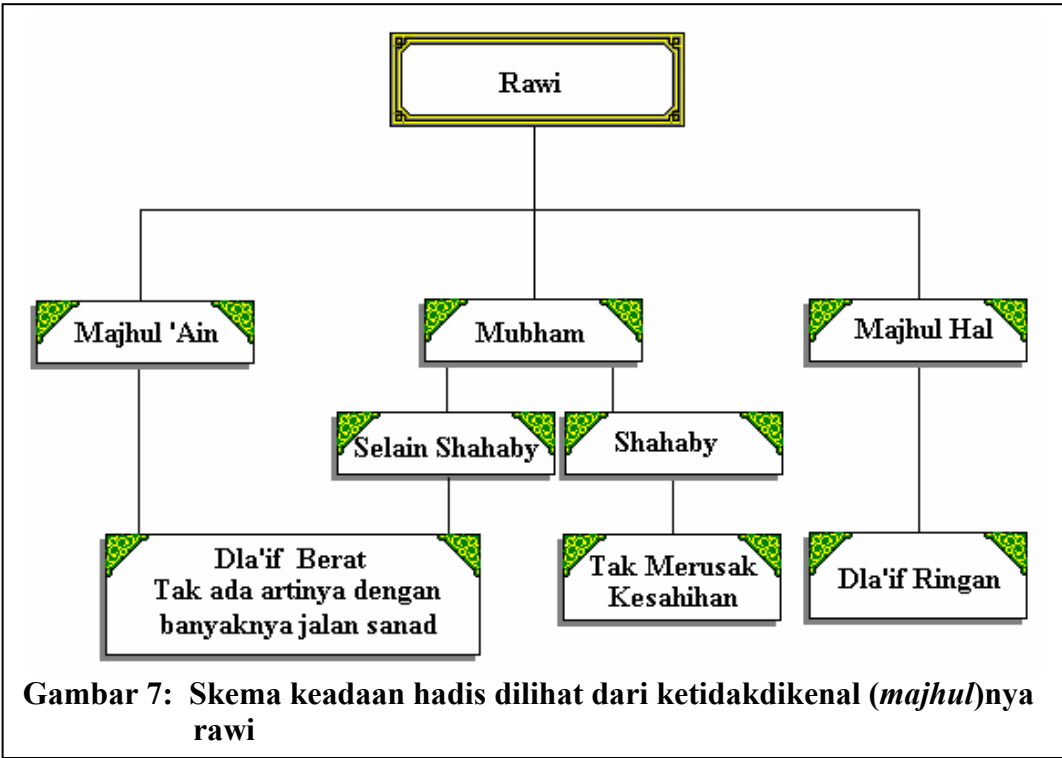 Rawi
Majhul 'Ain
Mubham
Majhul Hal
Selain Shahaby
Shahaby
Dla'if Berat
Tak ada artinya dengan
banyaknya jalan sanad
Tak Merusak
Kesahihan
Dla'if Ringan
Gambar 7: Skema keadaan hadis dilihat dari ketidakdikenal (majhul)nya
rawi